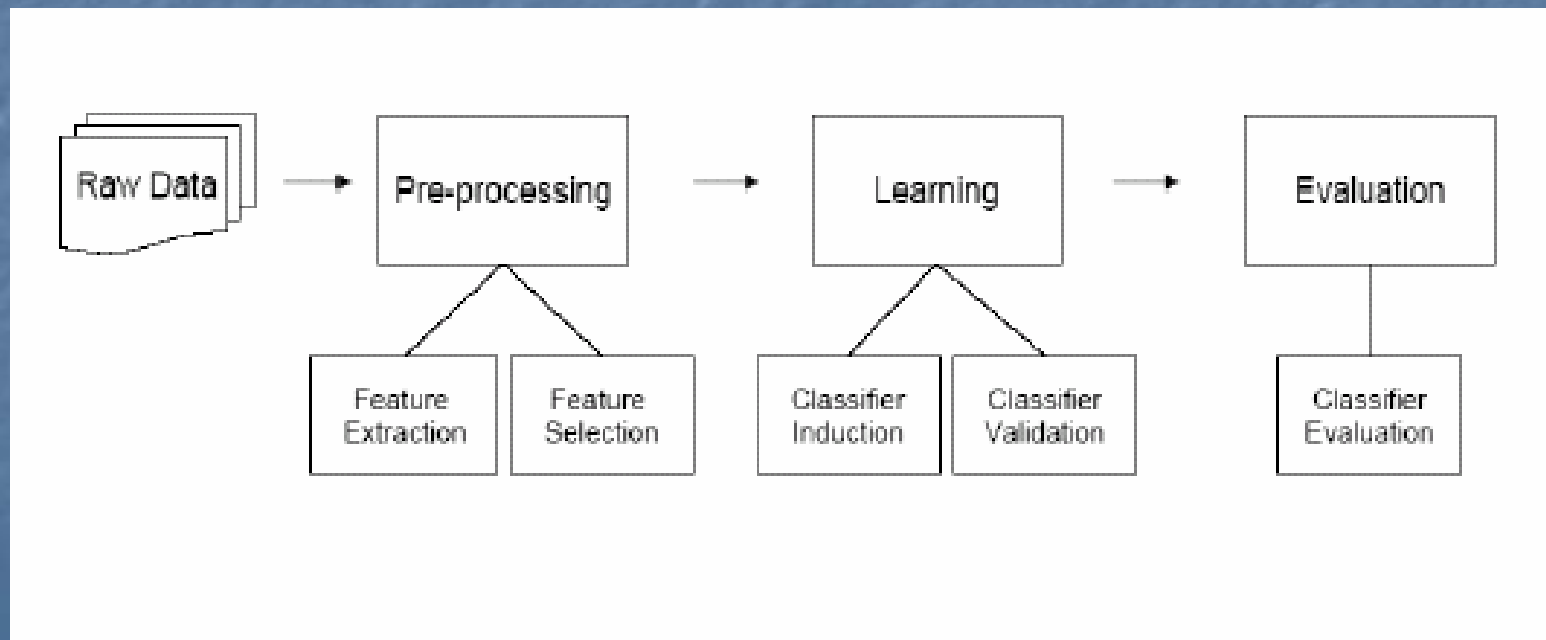 Raw Data
Pre-processing
Learning
Evaluation
Feature
Extraction
Feature
Selection
Classifier
Induction
Classifier
Validation
Classifier
Evaluation